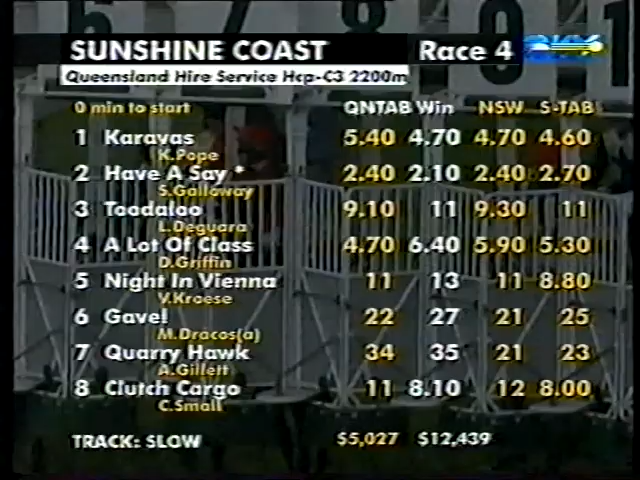 SUNSHINE COAST Race 4 SKY
Queensland Hire Service Hcp-C3 2200m
0 min to start QNTAB Win NSW S-TAB
1 Karavas 5.40 4.70 4.70 4.60
K.Pope
2 Have A Say * 2.40 2.10 2.40 2.70
S.Galloway
3 Toodaloo 9.10 11 9.30 11
L.Deguara
4 A Lot Of Class 4.70 6.40 5.90 5.30
D.Griffin
5 Night In Vienna 11 13 11 8.80
V.Kroese
6 Gavel 22 27 21 25
M.Dracos(a)
7 Quarry Hawk 34 35 21 23
A.Gillett
8 Clutch Cargo 11 8.10 12 8.00
C.Small
TRACK: SLOW $5,027 $12,439